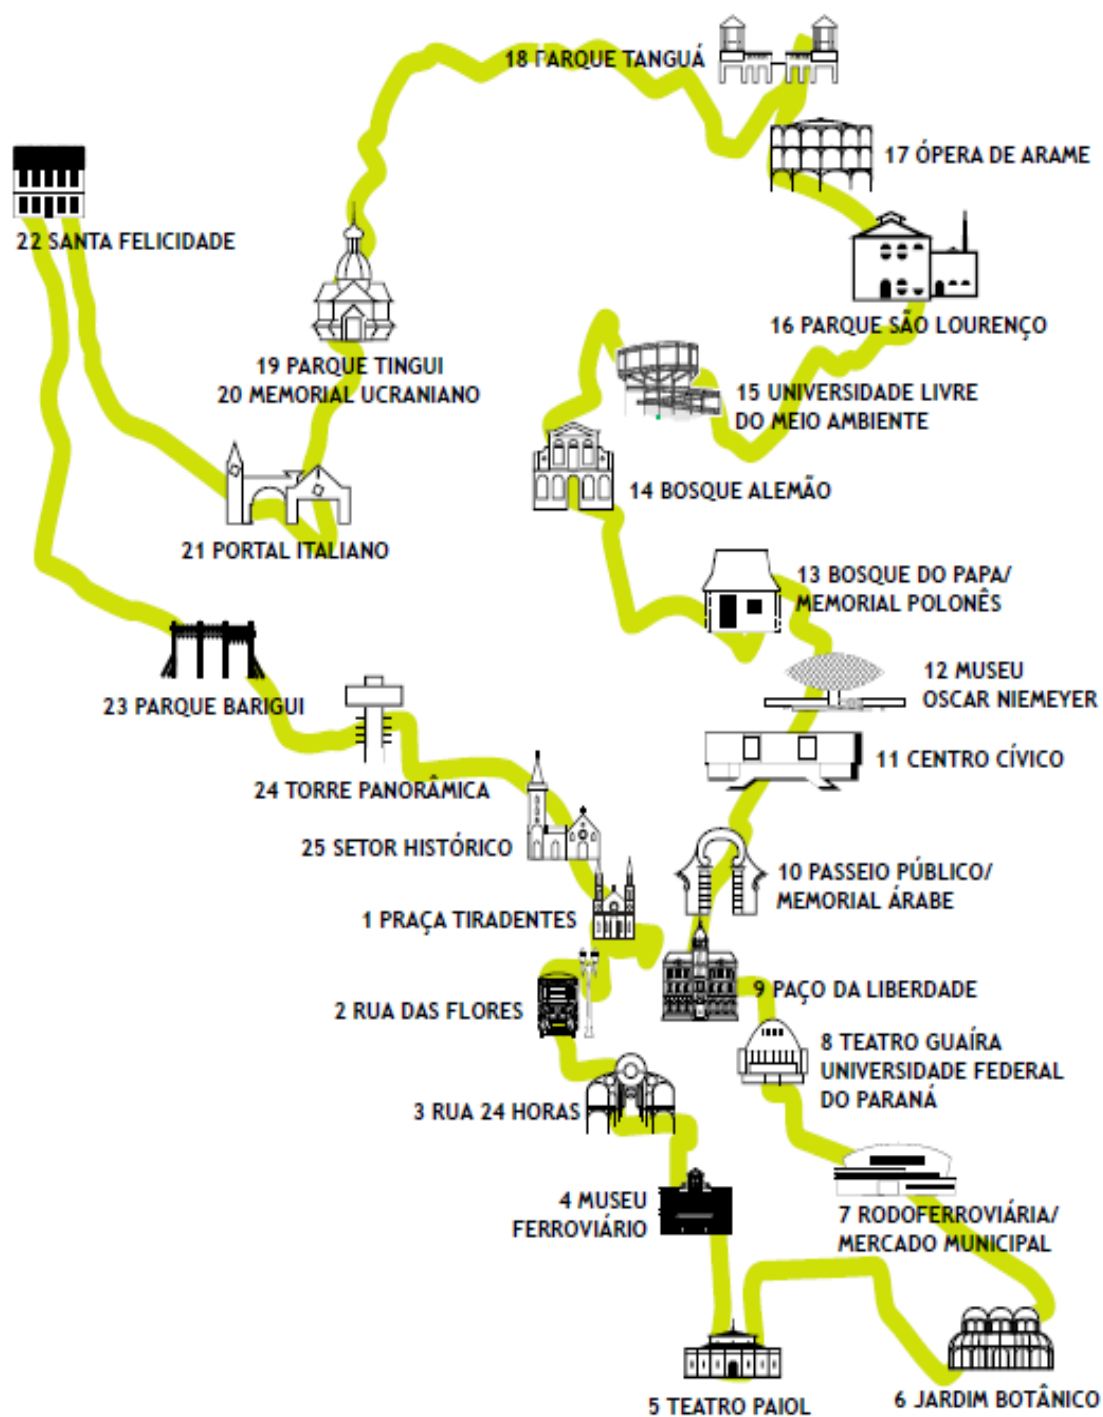 18 PARQUE TANGUÁ
17 ÓPERA DE ARAME
22 SANTA FELICIDADE
16 PARQUE SÃO LOURENÇO
19 PARQUE TINGUI
20 MEMORIAL UCRANIANO
15 UNIVERSIDADE LIVRE
DO MEIO AMBIENTE
14 BOSQUE ALEMÃO
21 PORTAL ITALIANO
13 BOSQUE DO PAPA/
MEMORIAL POLONÊS
12 MUSEU
OSCAR NIEMEYER
23 PARQUE BARIGUI
11 CENTRO CÍVICO
24 TORRE PANORÂMICA
25 SETOR HISTÓRICO
10 PASSEIO PÚBLICO/
MEMORIAL ÁRABE
1 PRAÇA TIRADENTES
9 PAÇO DA LIBERDADE
2 RUA DAS FLORES
8 TEATRO GUAÍRA
UNIVERSIDADE FEDERAL
DO PARANÁ
3 RUA 24 HORAS
4 MUSEU
FERROVIÁRIO
7 RODOFERROVIÁRIA/
MERCADO MUNICIPAL
6 JARDIM BOTÂNICO
5 TEATRO PAIOL